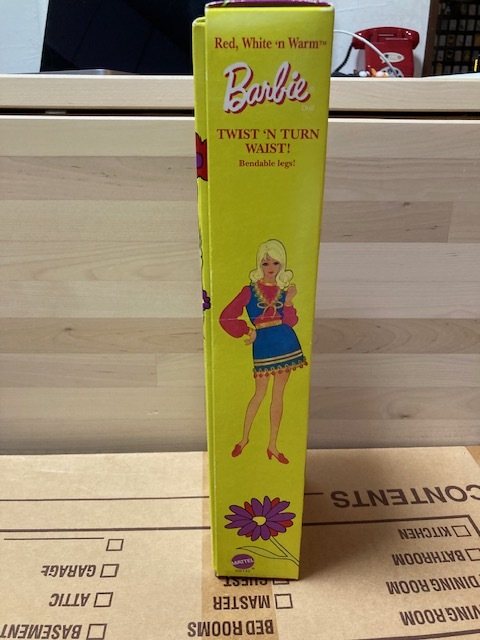 Red, White 'n Warm™
Barbie
Doll
TWIST 'N TURN
WAIST!
Bendable legs!
MATTEL
CONTENTS
KITCHEN
BATHROOM
DINING ROOM
LIVING ROOM
BED ROOMS
MASTER
GUEST
GARAGE
ATTIC
BASEMENT